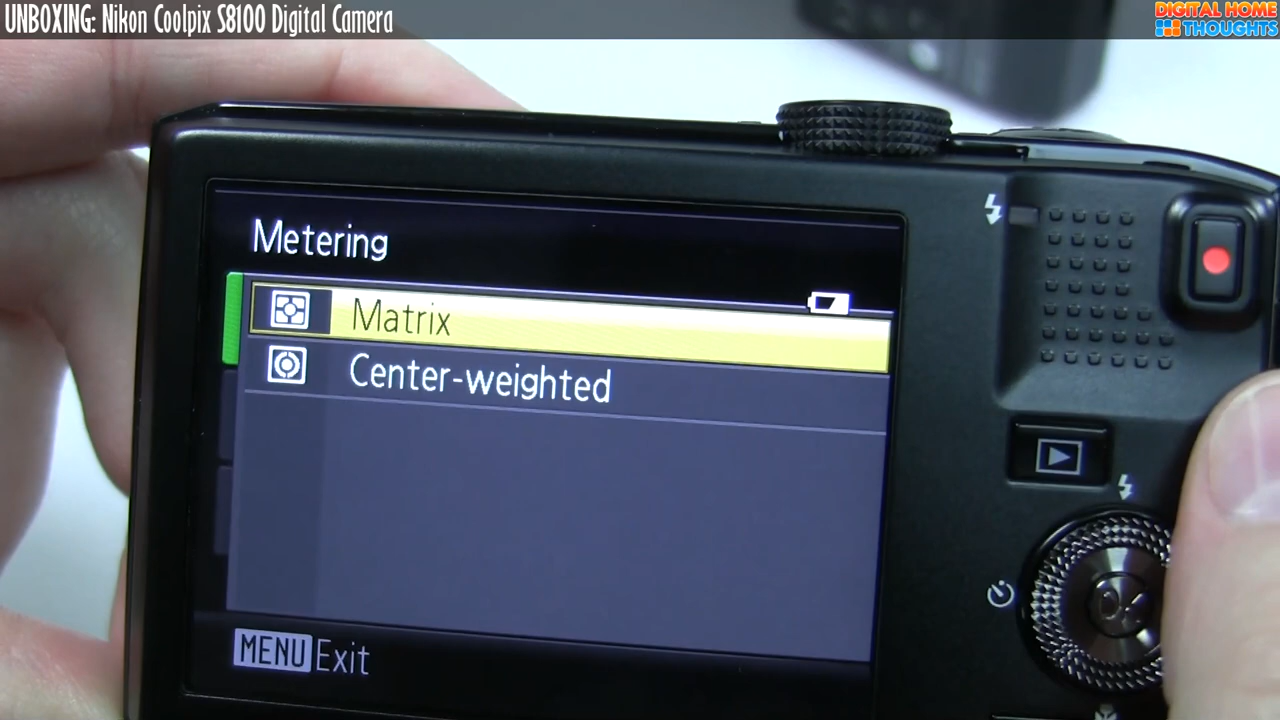 UNBOXING: Nikon Coolpix S8100 Digital Camera
DIGITAL HOME
THOUGHTS
Metering
Matrix
Center-weighted
MENU Exit
OK